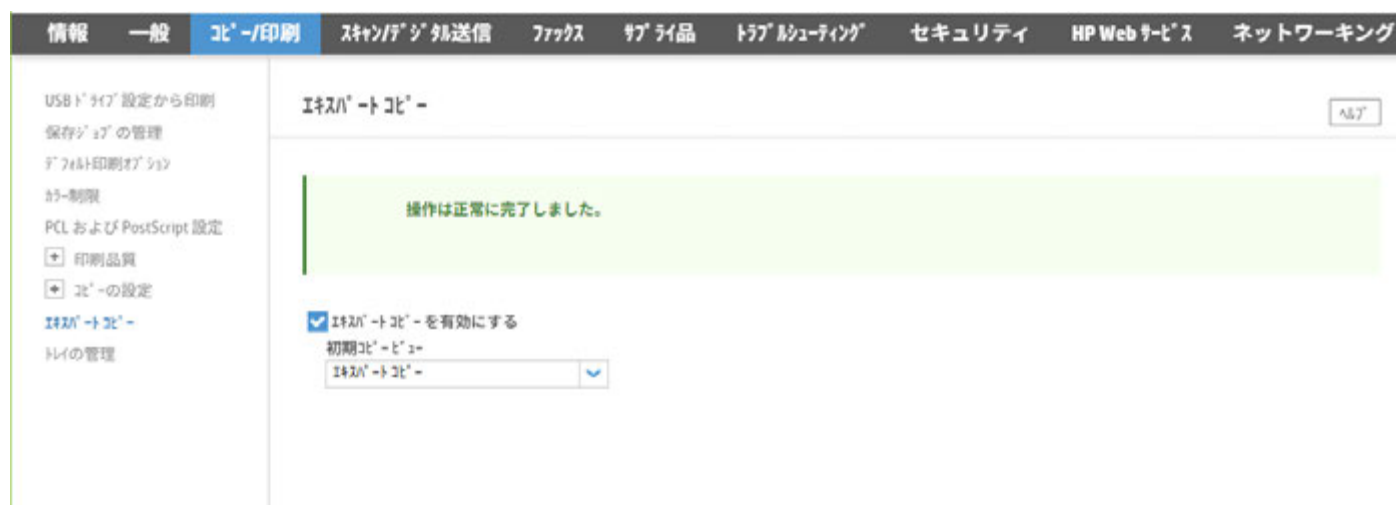 情報 一般 ｺﾋﾟｰ/印刷 ｽｷｬﾝ/ﾃﾞｼﾞﾀﾙ送信 ﾌｧｯｸｽ ｻﾌﾟﾗｲ品 ﾄﾗﾌﾞﾙｼｭｰﾃｨﾝｸﾞ セキュリティ HP Web ｻｰﾋﾞｽ ネットワーキング
USB ﾄﾞﾗｲﾌﾞ設定から印刷
保存ｼﾞｮﾌﾞの管理
ﾃﾞﾌｫﾙﾄ印刷ｵﾌﾟｼｮﾝ
ｶﾗｰ制限
PCL および PostScript 設定
印刷品質
ｺﾋﾟｰの設定
ｴｷｽﾊﾟｰﾄ ｺﾋﾟｰ
ﾄﾚｲの管理
ｴｷｽﾊﾟｰﾄ ｺﾋﾟｰ
ﾍﾙﾌﾟ
操作は正常に完了しました。
ｴｷｽﾊﾟｰﾄ ｺﾋﾟｰ を有効にする
初期ｺﾋﾟｰ ﾋﾞｭｰ
ｴｷｽﾊﾟｰﾄ ｺﾋﾟｰ